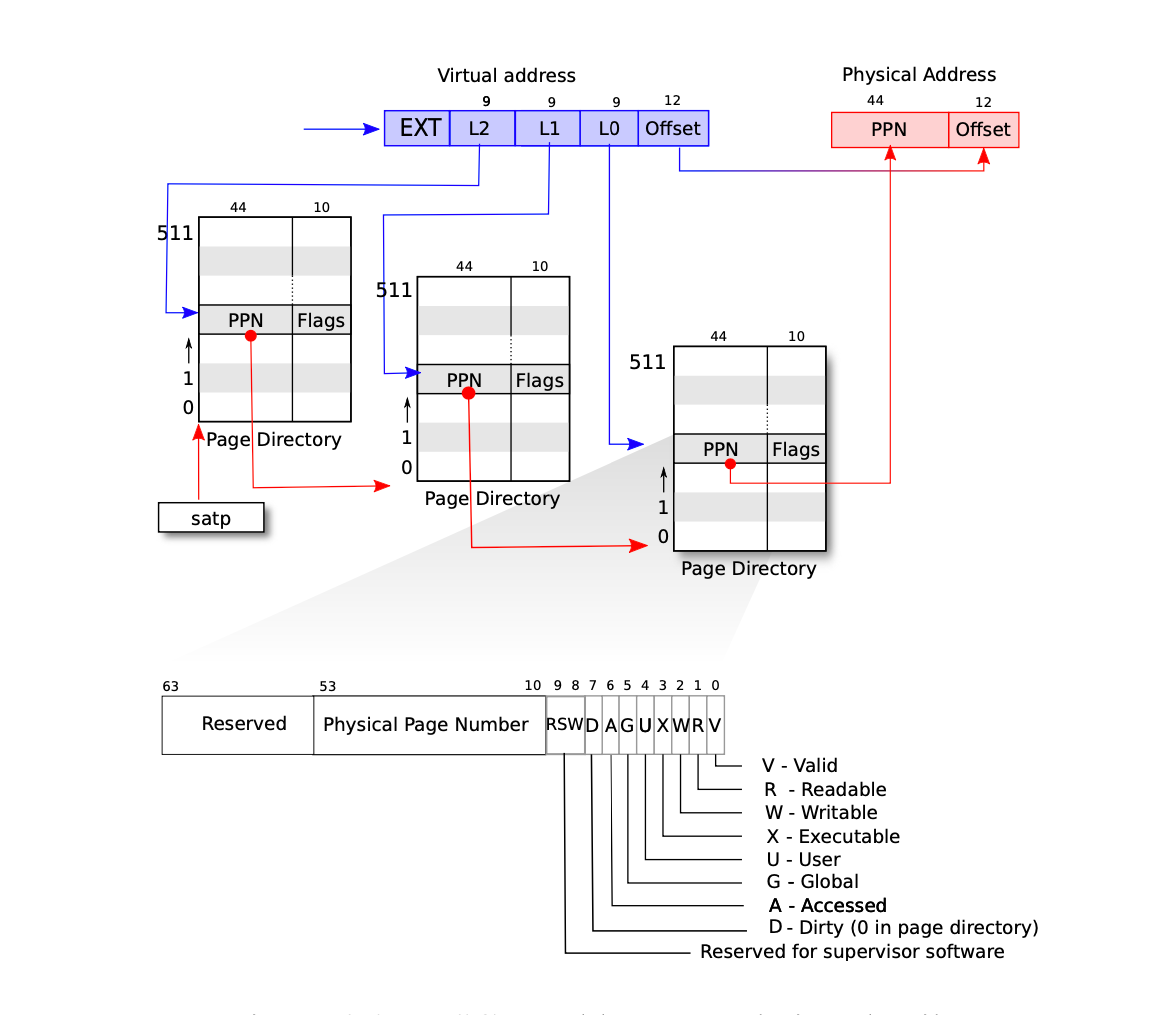 Virtual address
Physical Address
9 9 9 12
44 12
EXT L2 L1 L0 Offset
PPN Offset
44 10
511
PPN Flags
1
0
Page Directory
satp
44 10
511
PPN Flags
1
0
Page Directory
44 10
511
PPN Flags
1
0
Page Directory
63 53 10 9 8 7 6 5 4 3 2 1 0
Reserved Physical Page Number RSW D A G U X W R V
V - Valid
R - Readable
W - Writable
X - Executable
U - User
G - Global
A - Accessed
D - Dirty (0 in page directory)
Reserved for supervisor software